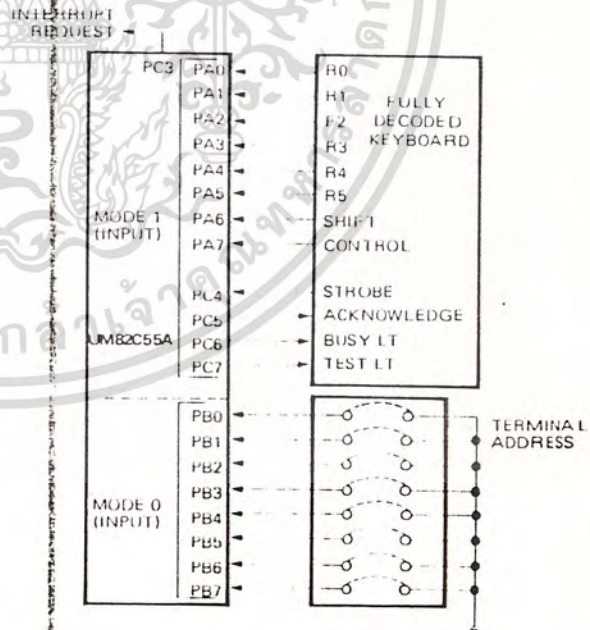 INTERRUPT
REQUEST
PC3 PA0 R0
PA1 R1 FULLY
PA2 R2 DECODED
PA3 R3 KEYBOARD
PA4 R4
PA5 R5
MODE 1 PA6 SHIFT
(INPUT) PA7 CONTROL
PC4 STROBE
PC5 ACKNOWLEDGE
UM82C55A PC6 BUSY LT
PC7 TEST LT
PB0 TERMINAL
PB1 ADDRESS
PB2
PB3
MODE 0 PB4
(INPUT) PB5
PB6
PB7